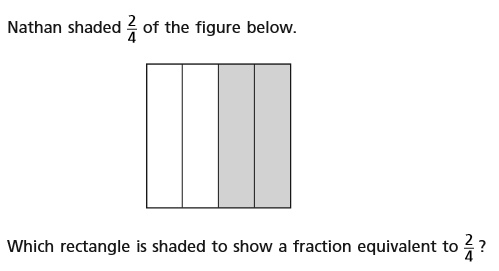 Nathan shaded 2/4 of the figure below.
Which rectangle is shaded to show a fraction equivalent to 2/4 ?